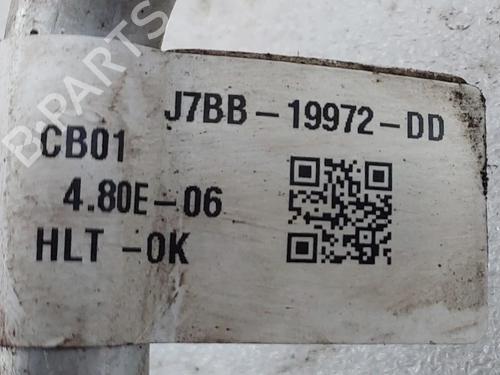 J7BB-19972-DD
CB01
4.80E-06
HLT-OK
B-PARTS